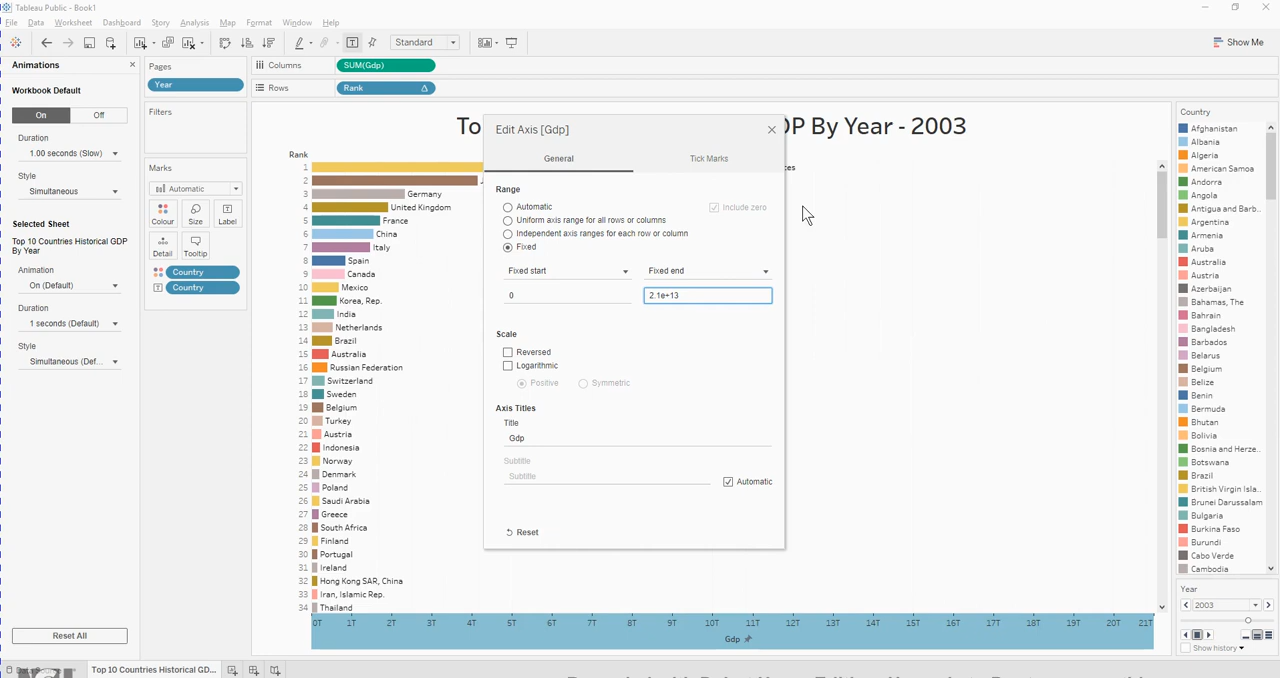 Tableau Public - Book1
File Data Worksheet Dashboard Story Analysis Map Format Window Help
Standard
Show Me
Animations
Workbook Default
On Off
Duration
1.00 seconds (Slow)
Style
Simultaneous
Selected Sheet
Top 10 Countries Historical GDP
By Year
Animation
On (Default)
Duration
1 seconds (Default)
Style
Simultaneous (Def...
Reset All
Pages
Year
Filters
Marks
Automatic
Colour Size Label
Detail Tooltip
Country
Country
Columns SUM(Gdp)
Rows Rank
To DP By Year - 2003
Rank
1
2
3 Germany
4 United Kingdom
5 France
6 China
7 Italy
8 Spain
9 Canada
10 Mexico
11 Korea, Rep.
12 India
13 Netherlands
14 Brazil
15 Australia
16 Russian Federation
17 Switzerland
18 Sweden
19 Belgium
20 Turkey
21 Austria
22 Indonesia
23 Norway
24 Denmark
25 Poland
26 Saudi Arabia
27 Greece
28 South Africa
29 Finland
30 Portugal
31 Ireland
32 Hong Kong SAR, China
33 Iran, Islamic Rep.
34 Thailand
0T 1T 2T 3T 4T 5T 6T 7T 8T 9T 10T 11T 12T 13T 14T 15T 16T 17T 18T 19T 20T 21T
Gdp
Edit Axis [Gdp]
General Tick Marks
Range
Automatic Include zero
Uniform axis range for all rows or columns
Independent axis ranges for each row or column
Fixed
Fixed start Fixed end
0 2.1e+13
Scale
Reversed
Logarithmic
Positive Symmetric
Axis Titles
Title
Gdp
Subtitle
Subtitle
Automatic
Reset
Country
Afghanistan
Albania
Algeria
American Samoa
Andorra
Angola
Antigua and Barb...
Argentina
Armenia
Aruba
Australia
Austria
Azerbaijan
Bahamas, The
Bahrain
Bangladesh
Barbados
Belarus
Belgium
Belize
Benin
Bermuda
Bhutan
Bolivia
Bosnia and Herze...
Botswana
Brazil
British Virgin Isla...
Brunei Darussalam
Bulgaria
Burkina Faso
Burundi
Cabo Verde
Cambodia
Year
2003
Show history
Top 10 Countries Historical GD...